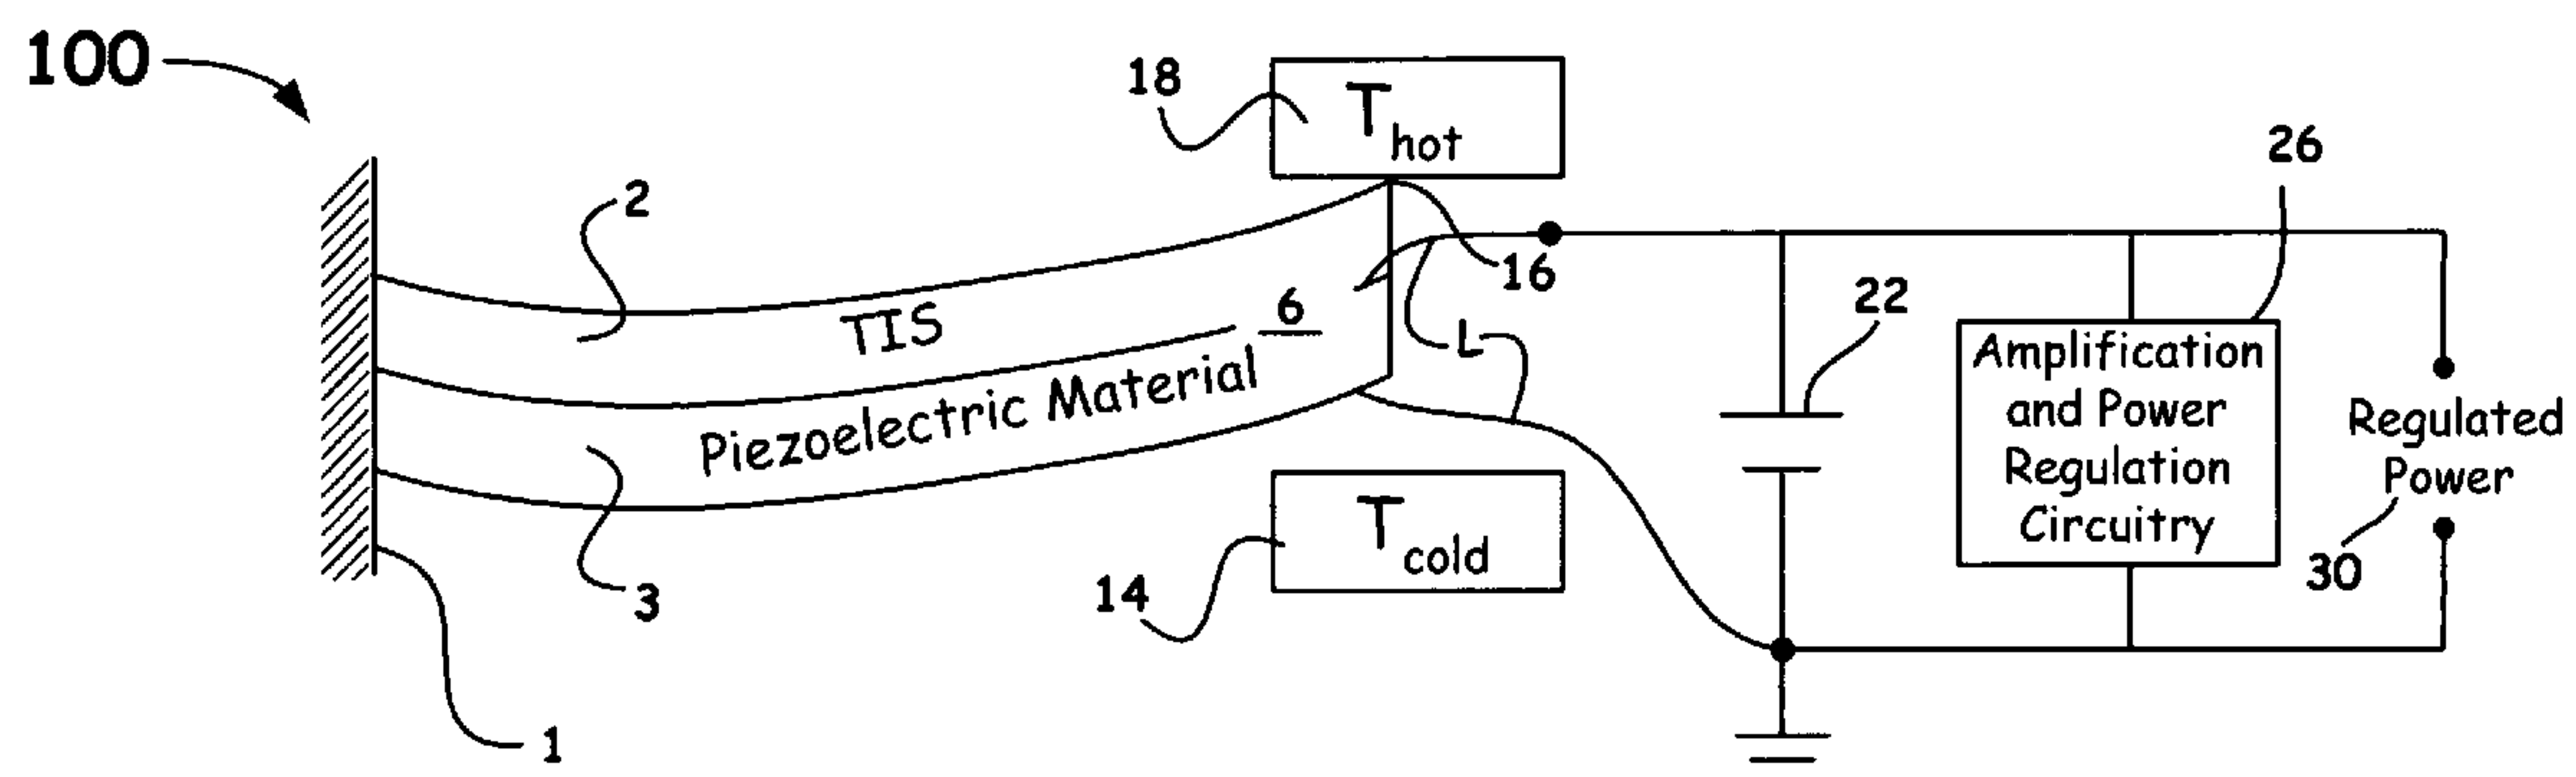 100
2
3
1
TIS
Piezoelectric Material
6
18
T hot
16
L
14
T cold
22
26
Amplification
and Power
Regulation
Circuitry
Regulated
Power
30